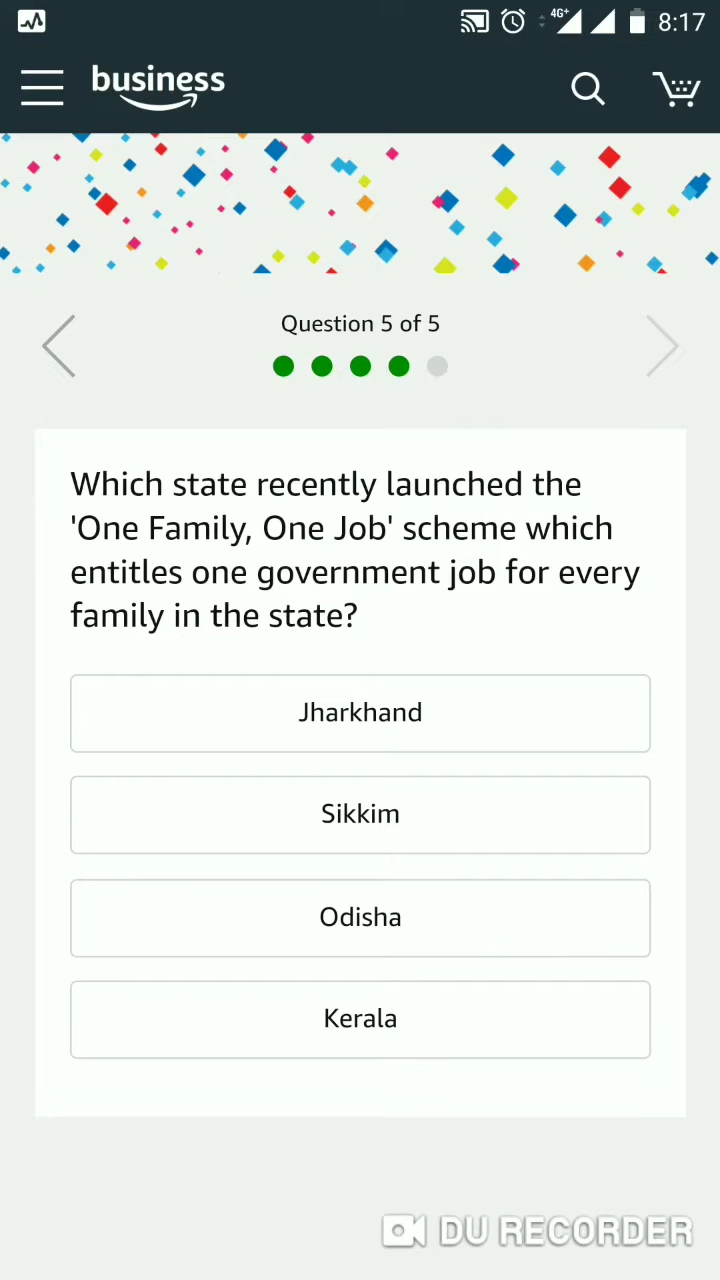 4G+ 8:17
business
Question 5 of 5
Which state recently launched the
'One Family, One Job' scheme which
entitles one government job for every
family in the state?
Jharkhand
Sikkim
Odisha
Kerala
DU RECORDER